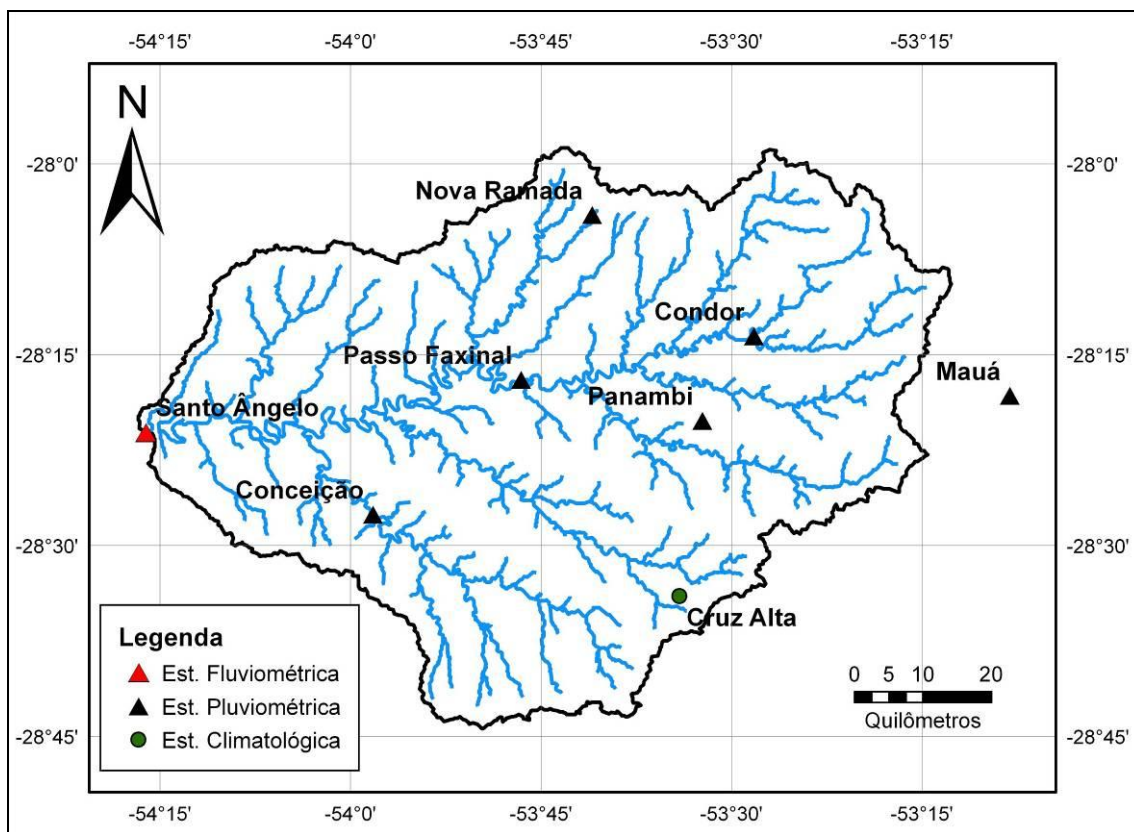 -54°15' -54°0' -53°45' -53°30' -53°15'
N
-28°0' -28°0'
Nova Ramada
Condor
-28°15' -28°15'
Passo Faxinal
Mauá
Panambi
Santo Ângelo
Conceição
-28°30' -28°30'
Cruz Alta
Legenda
Est. Fluviométrica
Est. Pluviométrica
Est. Climatológica
0 5 10 20
Quilômetros
-28°45' -28°45'
-54°15' -54°0' -53°45' -53°30' -53°15'